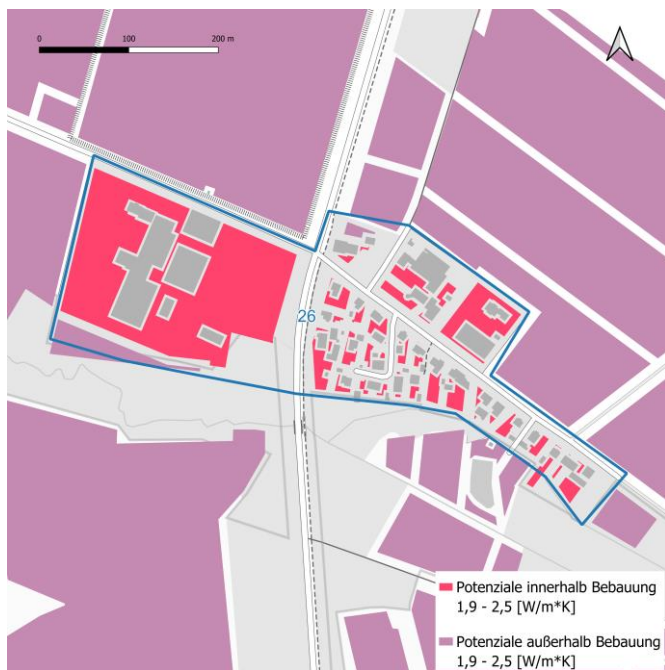 0 100 200 m
26
Potenziale innerhalb Bebauung
1,9 - 2,5 [W/m*K]
Potenziale außerhalb Bebauung
1,9 - 2,5 [W/m*K]